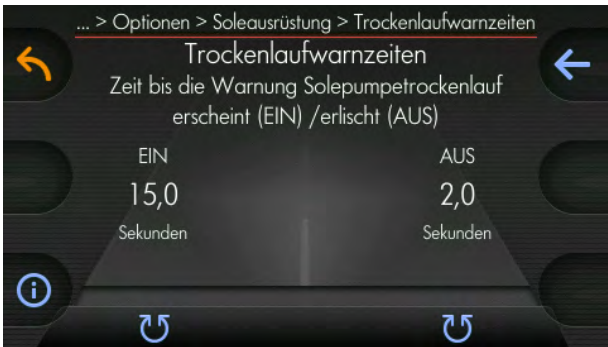 ... > Optionen > Soleausrüstung > Trockenlaufwarnzeiten
Trockenlaufwarnzeiten
Zeit bis die Warnung Solepumpetrockenlauf
erscheint (EIN) /erlischt (AUS)
EIN AUS
15,0 2,0
Sekunden Sekunden